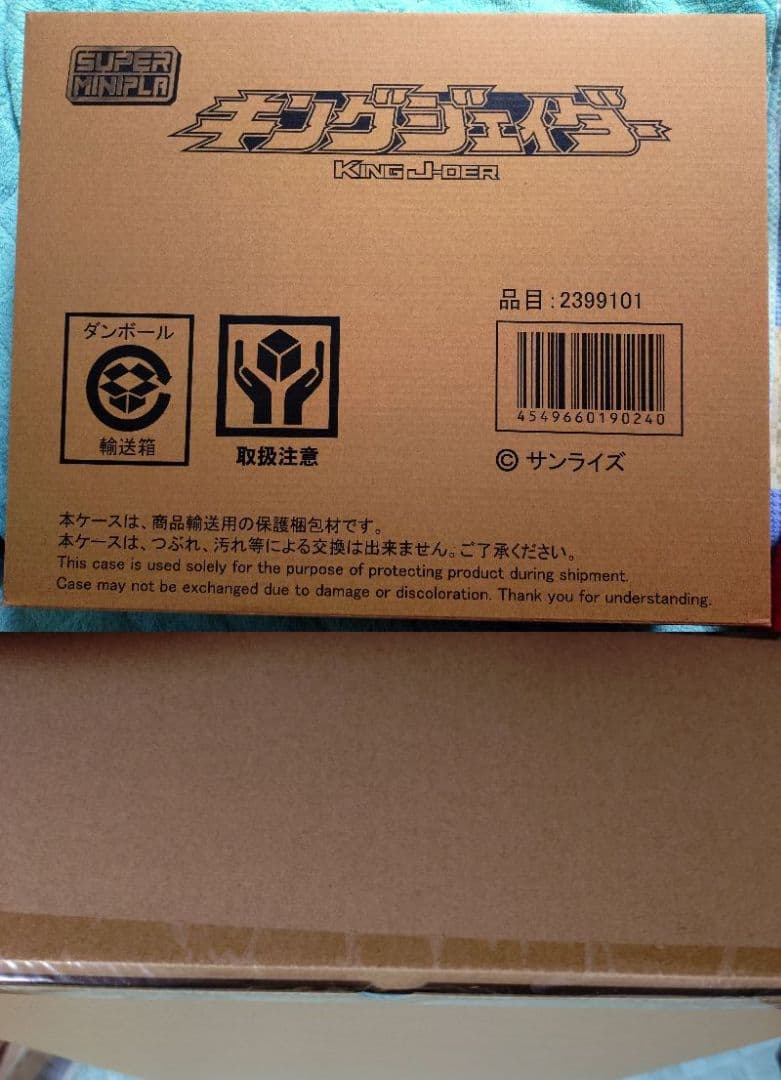 SUPER
MINIPLA
キングジェイダー
KING J-DER
品目:2399101
ダンボール
輸送箱
取扱注意
4549660190240
© サンライズ
本ケースは、商品輸送用の保護梱包材です。
本ケースは、つぶれ、汚れ等による交換は出来ません。ご了承ください。
This case is used solely for the purpose of protecting product during shipment.
Case may not be exchanged due to damage or discoloration. Thank you for understanding.